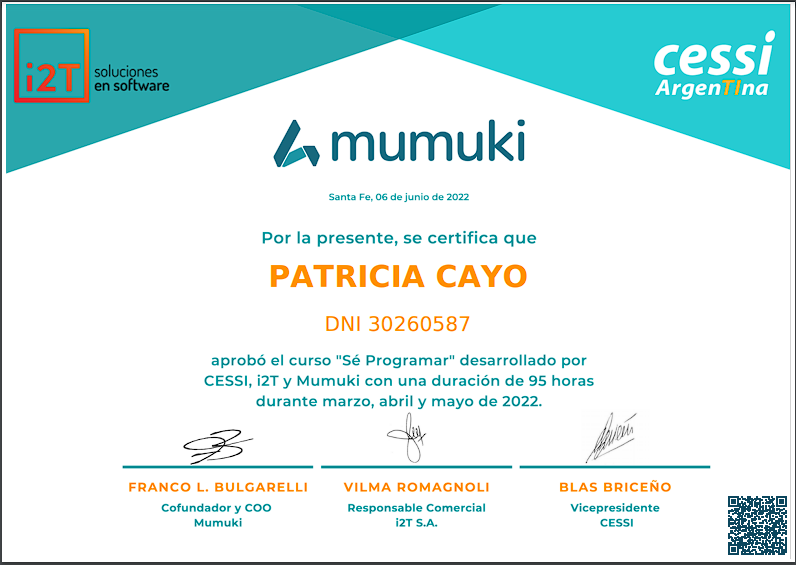 i2T soluciones
en software
cessi
ArgenTIna
mumuki
Santa Fe, 06 de junio de 2022
Por la presente, se certifica que
PATRICIA CAYO
DNI 30260587
aprobó el curso "Sé Programar" desarrollado por
CESSI, i2T y Mumuki con una duración de 95 horas
durante marzo, abril y mayo de 2022.
FRANCO L. BULGARELLI
Cofundador y COO
Mumuki
VILMA ROMAGNOLI
Responsable Comercial
i2T S.A.
BLAS BRICEÑO
Vicepresidente
CESSI